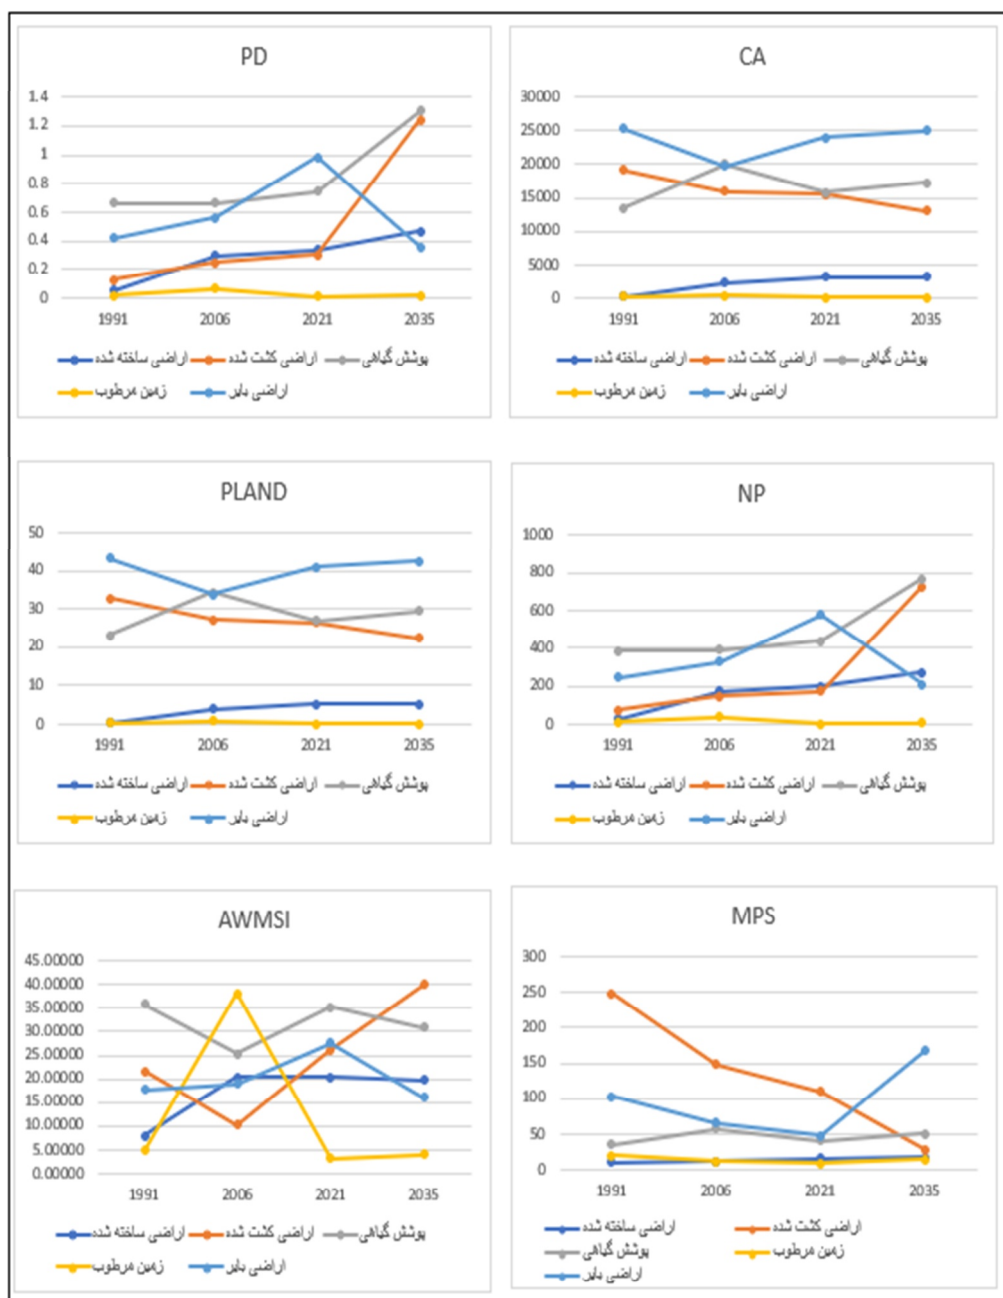 PD
1.4
1.2
1
0.8
0.6
0.4
0.2
0
1991 2006 2021 2035
اراضی ساخته شده اراضی کشت شده پوشش گیاهی
زمین مرطوب اراضی بایر
CA
30000
25000
20000
15000
10000
5000
0
1991 2006 2021 2035
اراضی ساخته شده اراضی کشت شده پوشش گیاهی
زمین مرطوب اراضی بایر
PLAND
50
40
30
20
10
0
1991 2006 2021 2035
اراضی ساخته شده اراضی کشت شده پوشش گیاهی
زمین مرطوب اراضی بایر
NP
1000
800
600
400
200
0
1991 2006 2021 2035
اراضی ساخته شده اراضی کشت شده پوشش گیاهی
زمین مرطوب اراضی بایر
AWMSI
45.00000
40.00000
35.00000
30.00000
25.00000
20.00000
15.00000
10.00000
5.00000
0.00000
1991 2006 2021 2035
اراضی ساخته شده اراضی کشت شده پوشش گیاهی
زمین مرطوب اراضی بایر
MPS
300
250
200
150
100
50
0
1991 2006 2021 2035
اراضی ساخته شده اراضی کشت شده
پوشش گیاهی زمین مرطوب
اراضی بایر